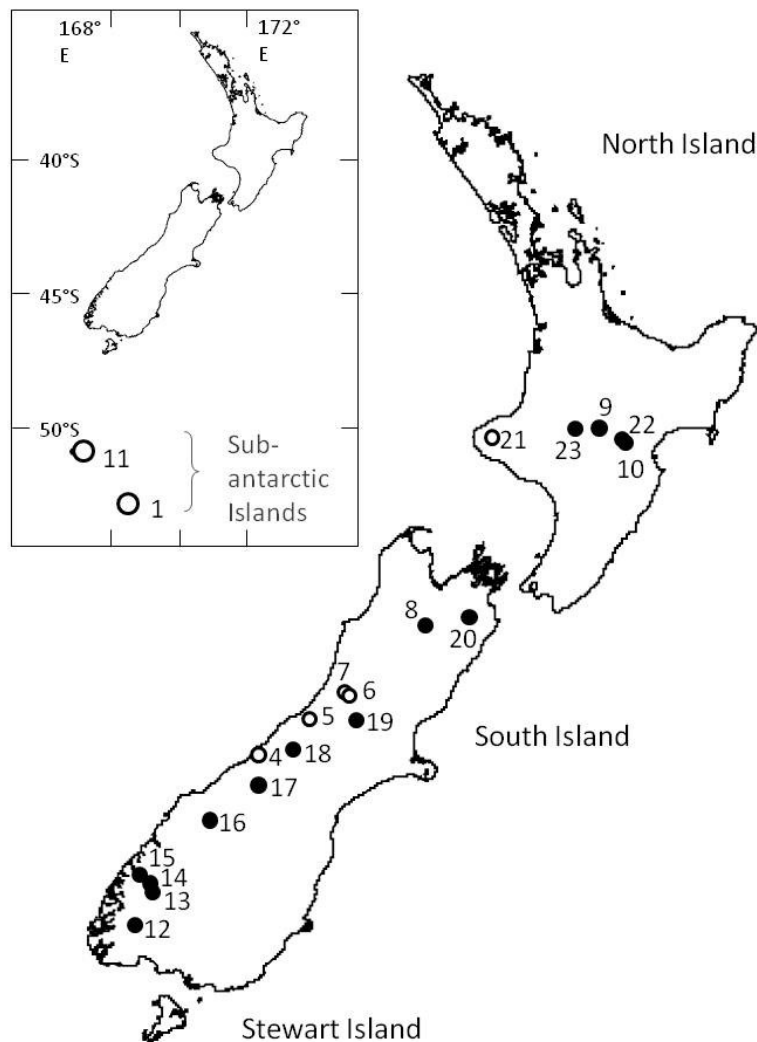 168°
E
172°
E
40°S
45°S
50°S
11
1
Sub-
antarctic
Islands
North Island
9
22
21
23
10
8
20
7
6
5
19
South Island
4
18
17
16
15
14
13
12
Stewart Island